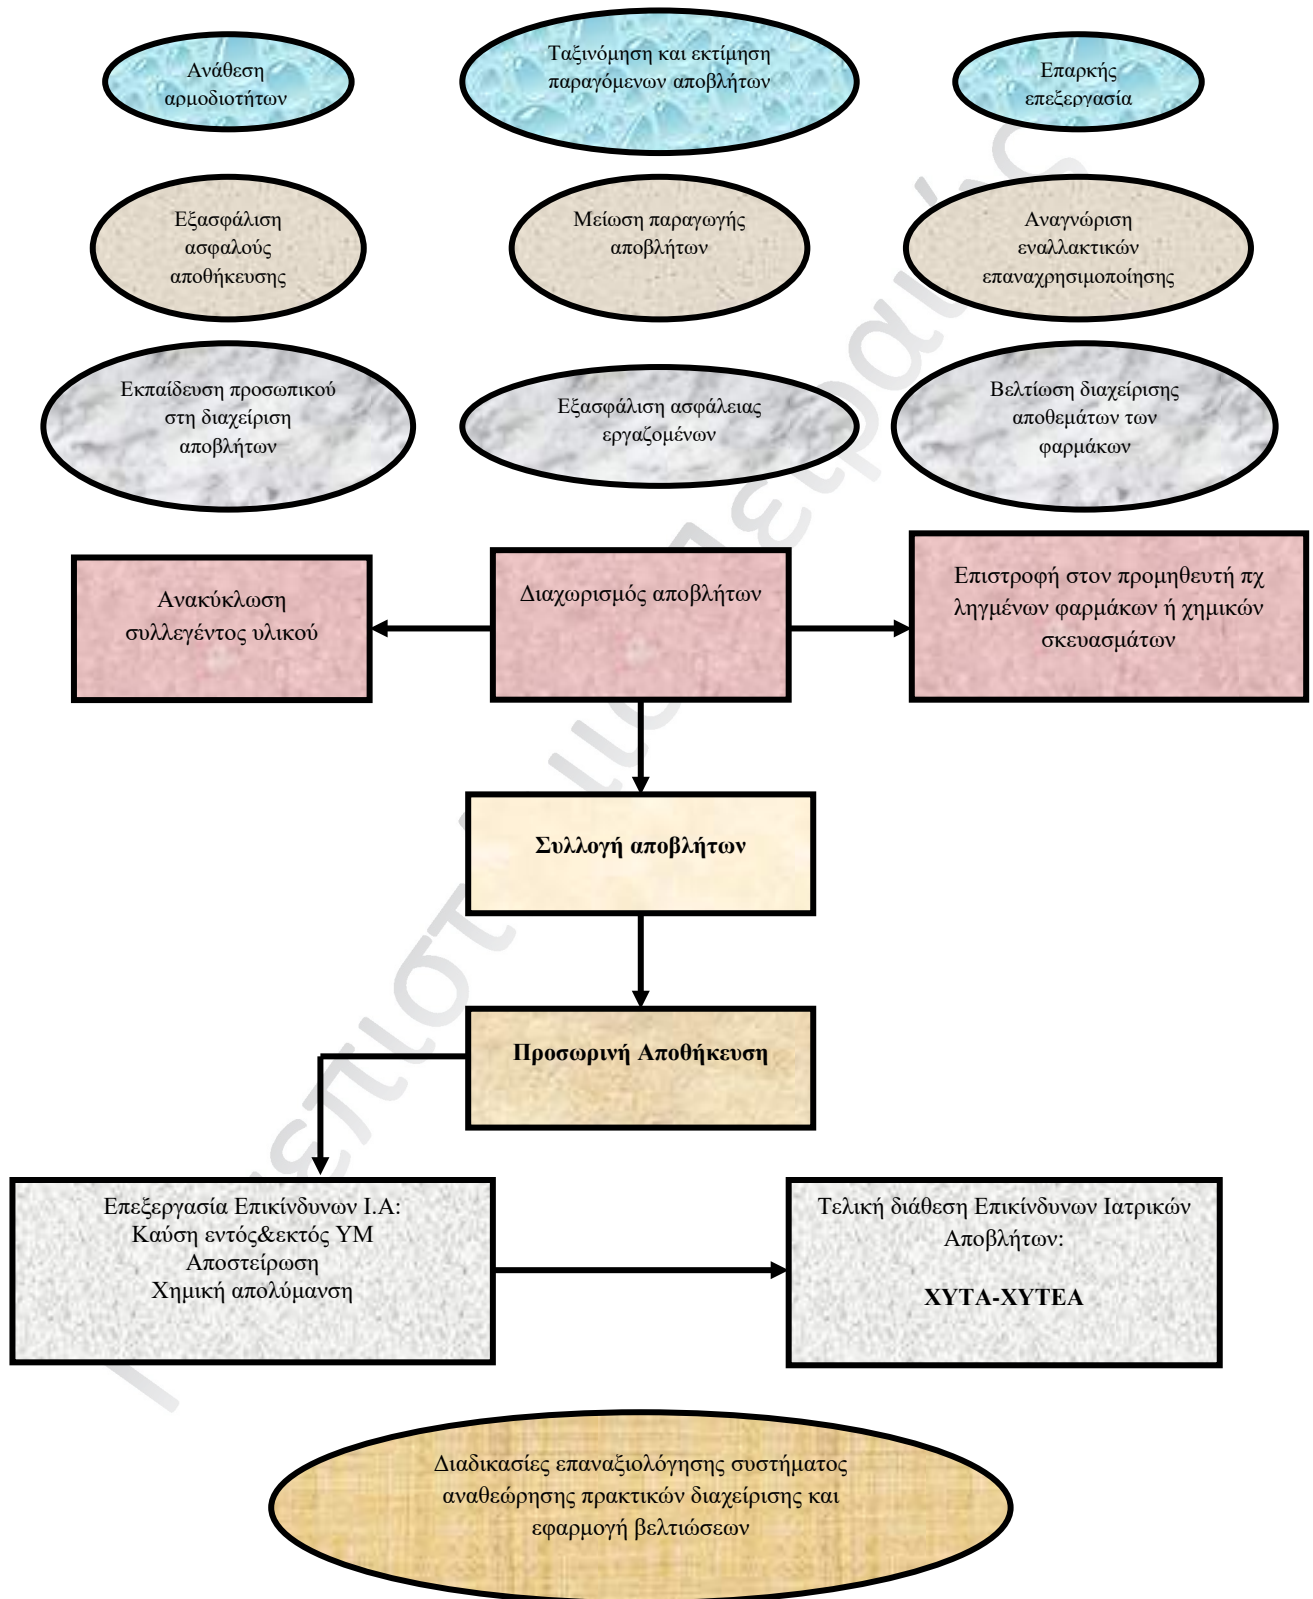 Ανάθεση
αρμοδιοτήτων
Ταξινόμηση και εκτίμηση
παραγόμενων αποβλήτων
Επαρκής
επεξεργασία
Εξασφάλιση
ασφαλούς
αποθήκευσης
Μείωση παραγωγής
αποβλήτων
Αναγνώριση
εναλλακτικών
επαναχρησιμοποίησης
Εκπαίδευση προσωπικού
στη διαχείριση
αποβλήτων
Εξασφάλιση ασφάλειας
εργαζομένων
Βελτίωση διαχείρισης
αποθεμάτων των
φαρμάκων
Ανακύκλωση
συλλεγέντος υλικού
Διαχωρισμός αποβλήτων
Επιστροφή στον προμηθευτή πχ
ληγμένων φαρμάκων ή χημικών
σκευασμάτων
Συλλογή αποβλήτων
Προσωρινή Αποθήκευση
Επεξεργασία Επικίνδυνων Ι.Α:
Καύση εντός&εκτός ΥΜ
Αποστείρωση
Χημική απολύμανση
Τελική διάθεση Επικίνδυνων Ιατρικών
Αποβλήτων:
ΧΥΤΑ-ΧΥΤΕΑ
Διαδικασίες επαναξιολόγησης συστήματος
αναθεώρησης πρακτικών διαχείρισης και
εφαρμογή βελτιώσεων